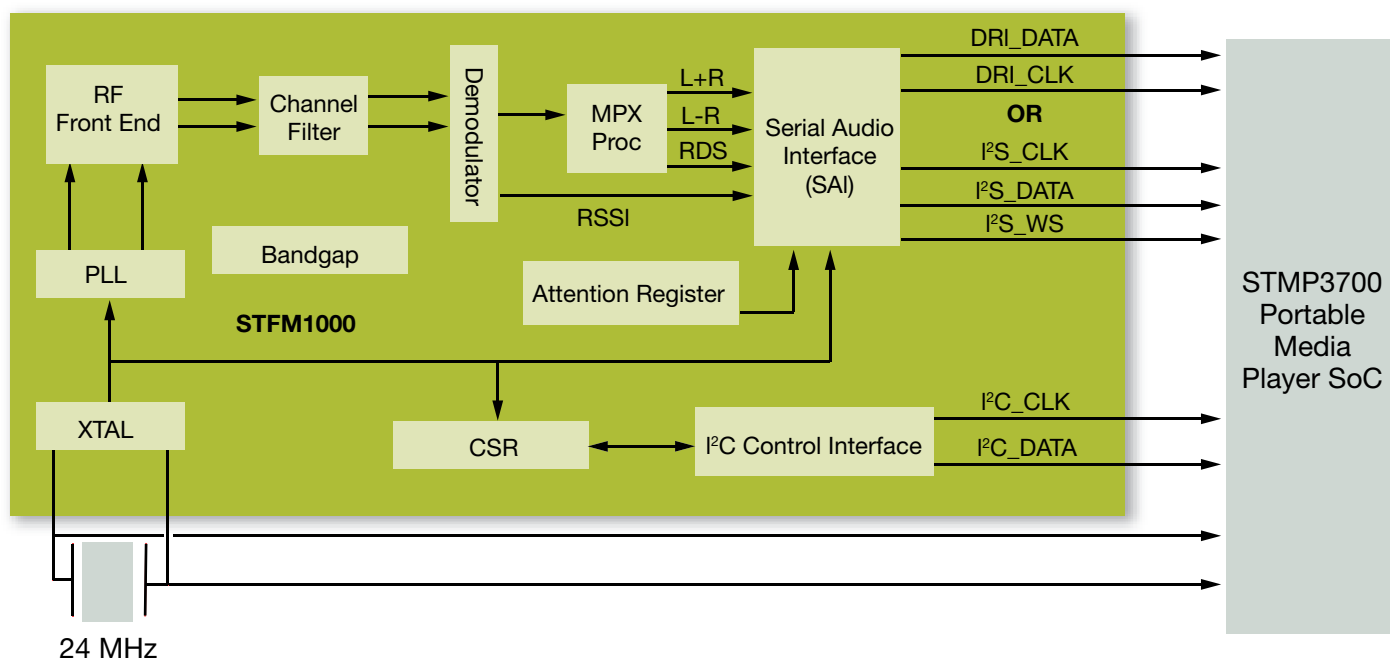 DRI_DATA
RF
Front End
Channel
Filter
Demodulator
MPX
Proc
L+R
L-R
RDS
RSSI
Serial Audio
Interface
(SAI)
DRI_CLK
OR
I²S_CLK
I²S_DATA
I²S_WS
PLL
Bandgap
Attention Register
STFM1000
STMP3700
Portable
Media
Player SoC
XTAL
CSR
I²C Control Interface
I²C_CLK
I²C_DATA
24 MHz